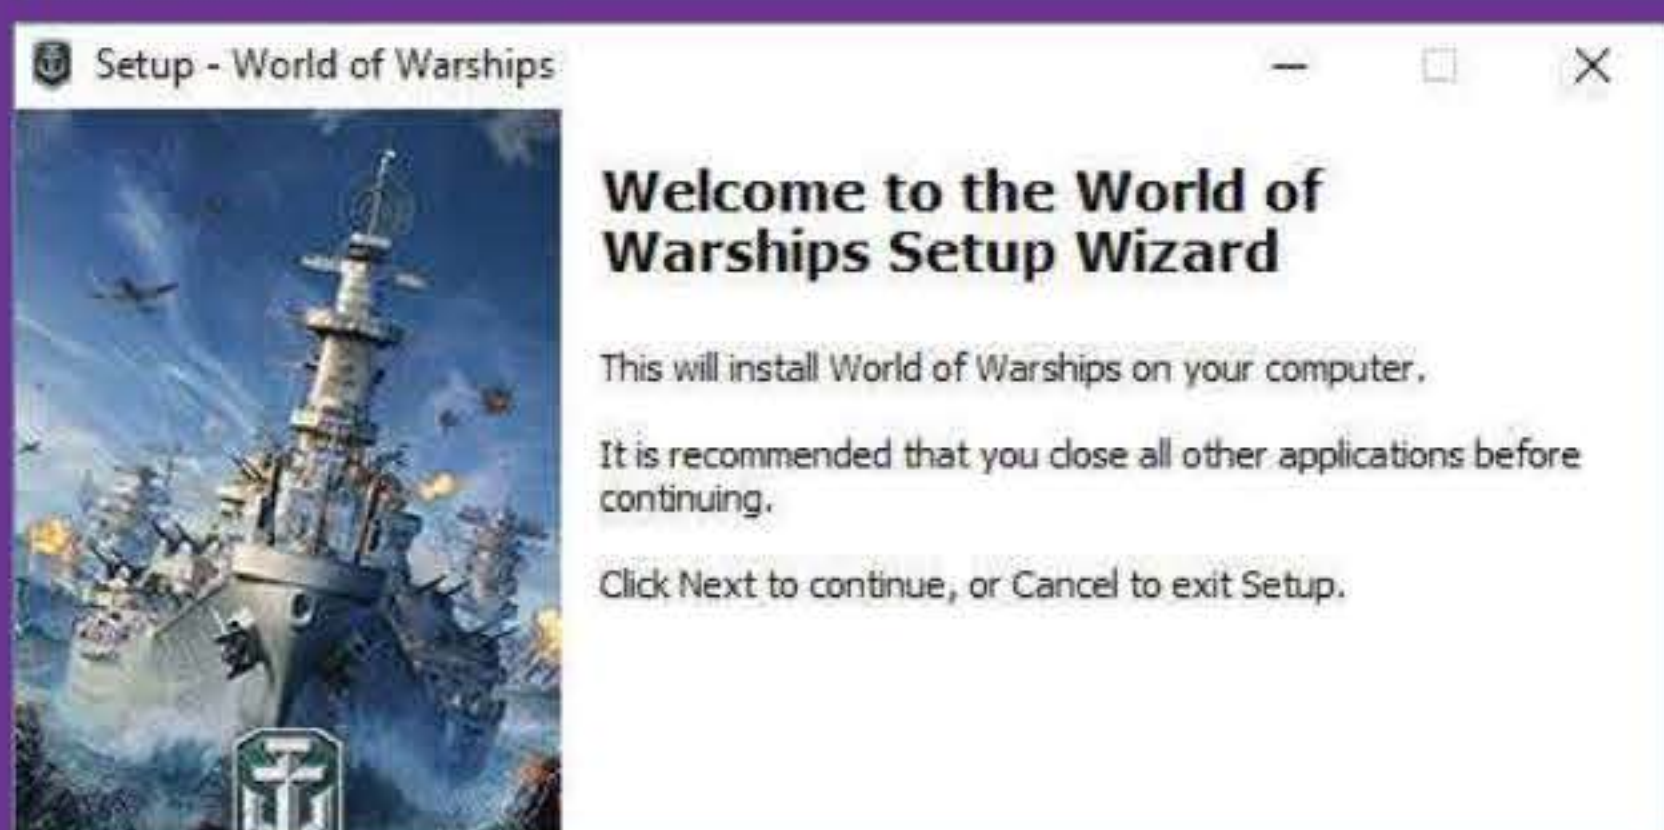 Setup - World of Warships
Welcome to the World of
Warships Setup Wizard
This will install World of Warships on your computer.
It is recommended that you close all other applications before
continuing.
Click Next to continue, or Cancel to exit Setup.